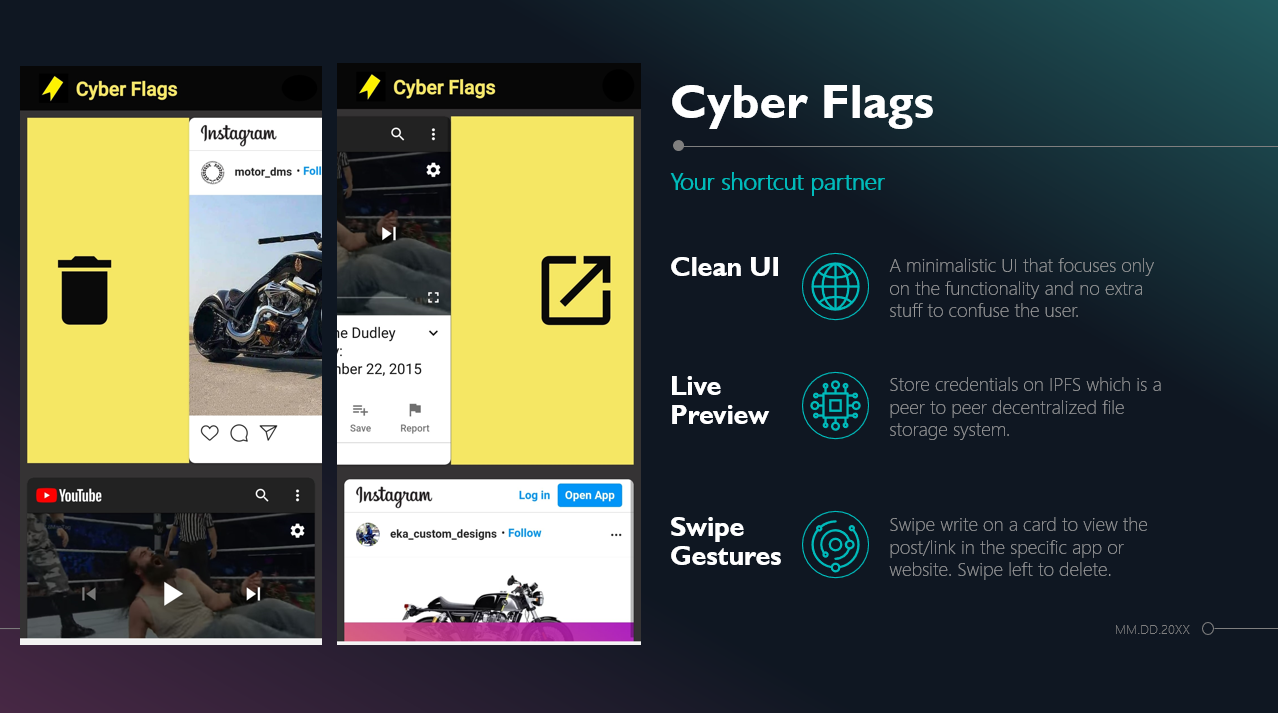 Cyber Flags
Instagram
motor_dms • Foll
YouTube
Cyber Flags
ne Dudley
y:
nber 22, 2015
Save Report
Instagram Log in Open App
eka_custom_designs • Follow
Cyber Flags
Your shortcut partner
Clean UI
A minimalistic UI that focuses only
on the functionality and no extra
stuff to confuse the user.
Live
Preview
Store credentials on IPFS which is a
peer to peer decentralized file
storage system.
Swipe
Gestures
Swipe write on a card to view the
post/link in the specific app or
website. Swipe left to delete.
MM.DD.20XX